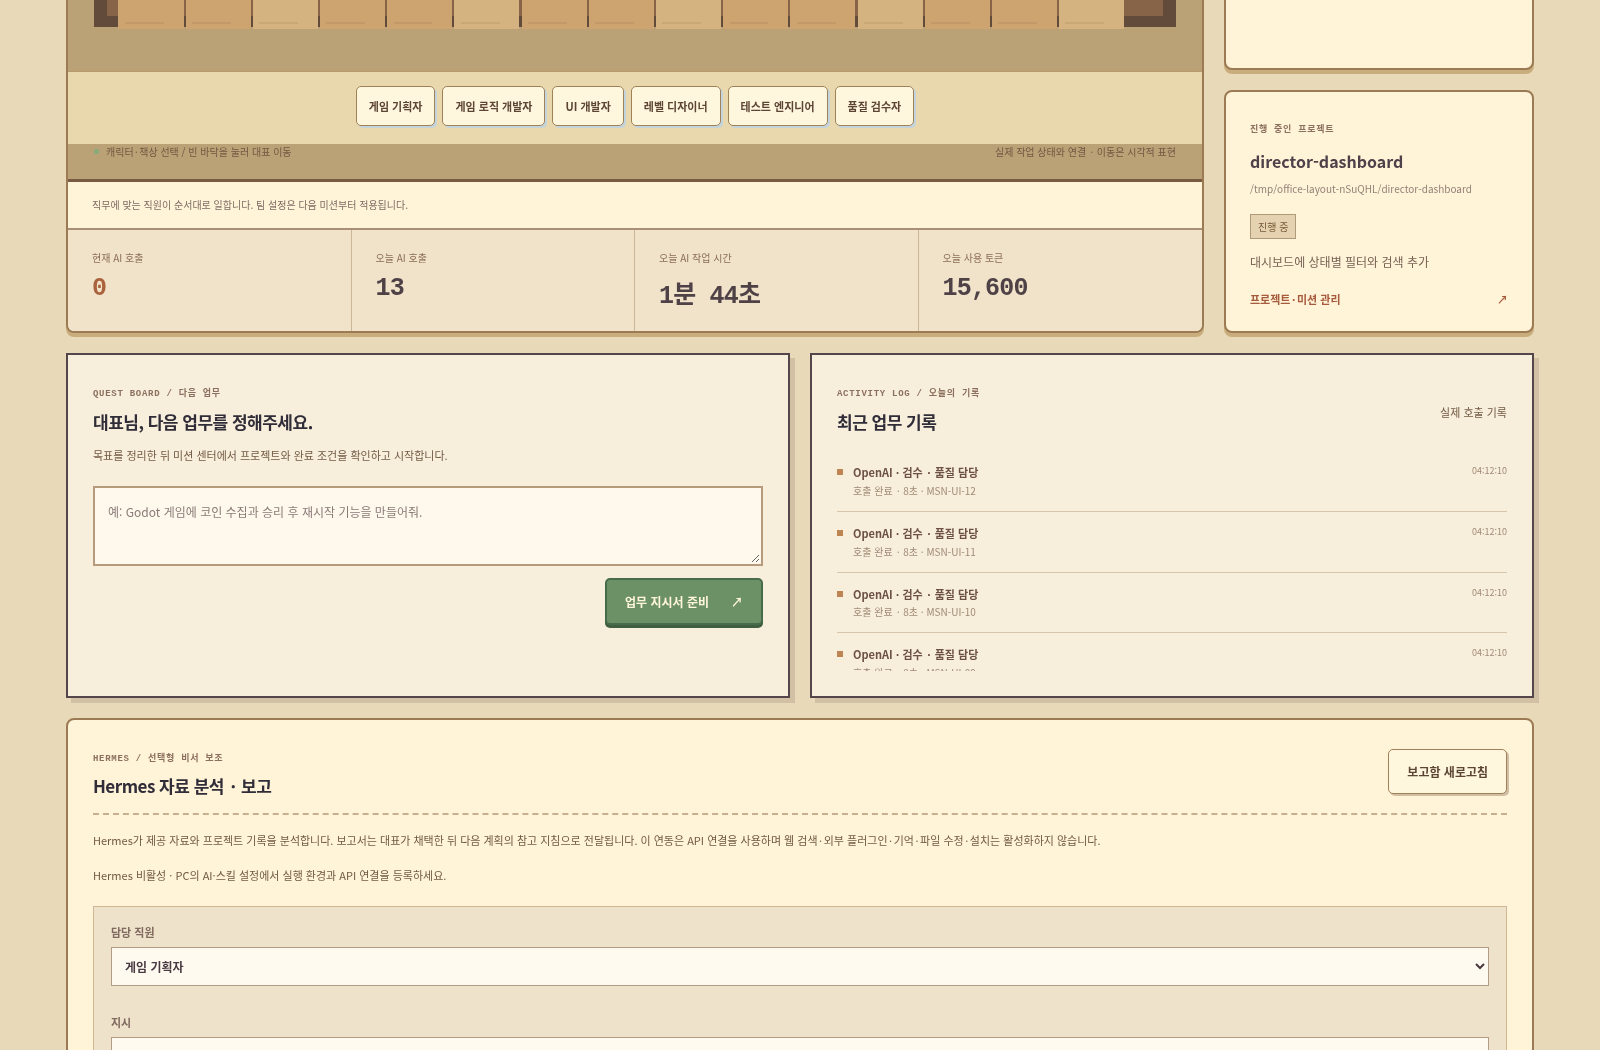 게임 기획자
게임 로직 개발자
UI 개발자
레벨 디자이너
테스트 엔지니어
품질 검수자
캐릭터·책상 선택 / 빈 바닥을 눌러 대표 이동
실제 작업 상태와 연결 · 이동은 시각적 표현
직무에 맞는 직원이 순서대로 일합니다. 팀 설정은 다음 미션부터 적용됩니다.
현재 AI 호출
0
오늘 AI 호출
13
오늘 AI 작업 시간
1분 44초
오늘 사용 토큰
15,600
진행 중인 프로젝트
director-dashboard
/tmp/office-layout-nSuQHL/director-dashboard
진행 중
대시보드에 상태별 필터와 검색 추가
프로젝트·미션 관리 ↗
QUEST BOARD / 다음 업무
대표님, 다음 업무를 정해주세요.
목표를 정리한 뒤 미션 센터에서 프로젝트와 완료 조건을 확인하고 시작합니다.
예: Godot 게임에 코인 수집과 승리 후 재시작 기능을 만들어줘.
업무 지시서 준비 ↗
ACTIVITY LOG / 오늘의 기록
최근 업무 기록
실제 호출 기록
OpenAI · 검수 · 품질 담당 04:12:10
호출 완료 · 8초 · MSN-UI-12
OpenAI · 검수 · 품질 담당 04:12:10
호출 완료 · 8초 · MSN-UI-11
OpenAI · 검수 · 품질 담당 04:12:10
호출 완료 · 8초 · MSN-UI-10
OpenAI · 검수 · 품질 담당 04:12:10
HERMES / 선택형 비서 보조
Hermes 자료 분석 · 보고
보고함 새로고침
Hermes가 제공 자료와 프로젝트 기록을 분석합니다. 보고서는 대표가 채택한 뒤 다음 계획의 참고 지침으로 전달됩니다. 이 연동은 API 연결을 사용하며 웹 검색·외부 플러그인·기억·파일 수정·설치는 활성화하지 않습니다.
Hermes 비활성 · PC의 AI·스킬 설정에서 실행 환경과 API 연결을 등록하세요.
담당 직원
게임 기획자
지시